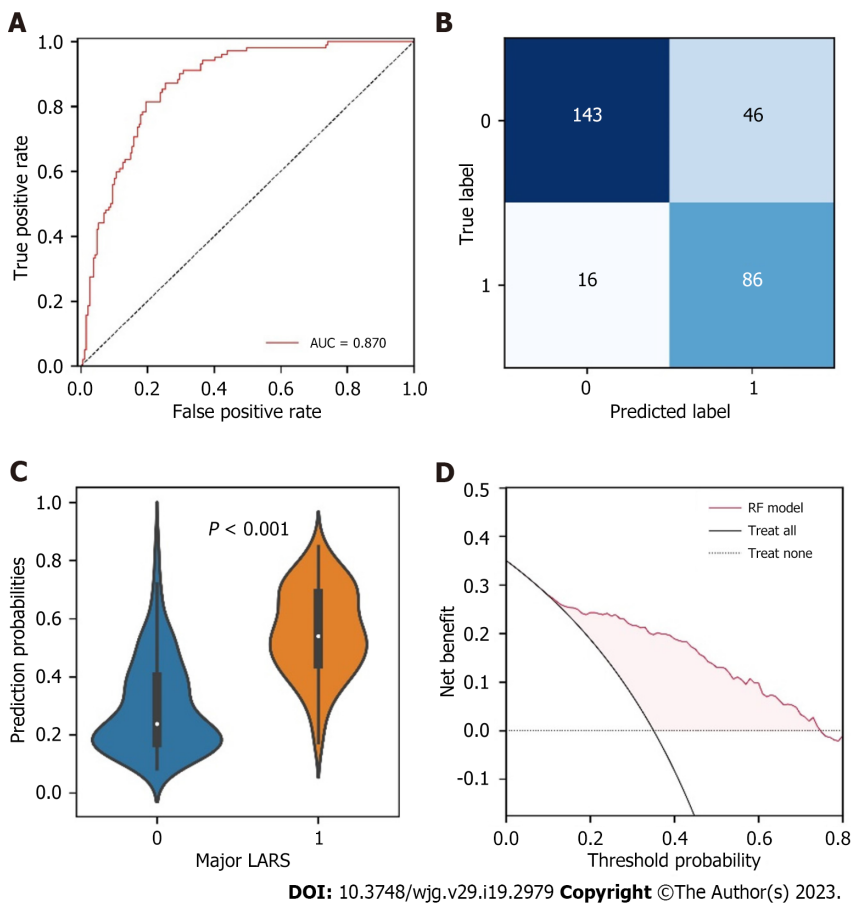 A
1.0
0.8
0.6
0.4
0.2
0.0
True positive rate
AUC = 0.870
0.0 0.2 0.4 0.6 0.8 1.0
False positive rate
B
143 46
16 86
0
1
True label
0 1
Predicted label
C
1.0
0.8
0.6
0.4
0.2
0.0
Prediction probabilities
P < 0.001
0 1
Major LARS
D
0.5
0.4
0.3
0.2
0.1
0.0
-0.1
Net benefit
RF model
Treat all
Treat none
0.0 0.2 0.4 0.6 0.8
Threshold probability
DOI: 10.3748/wjg.v29.i19.2979 Copyright ©The Author(s) 2023.